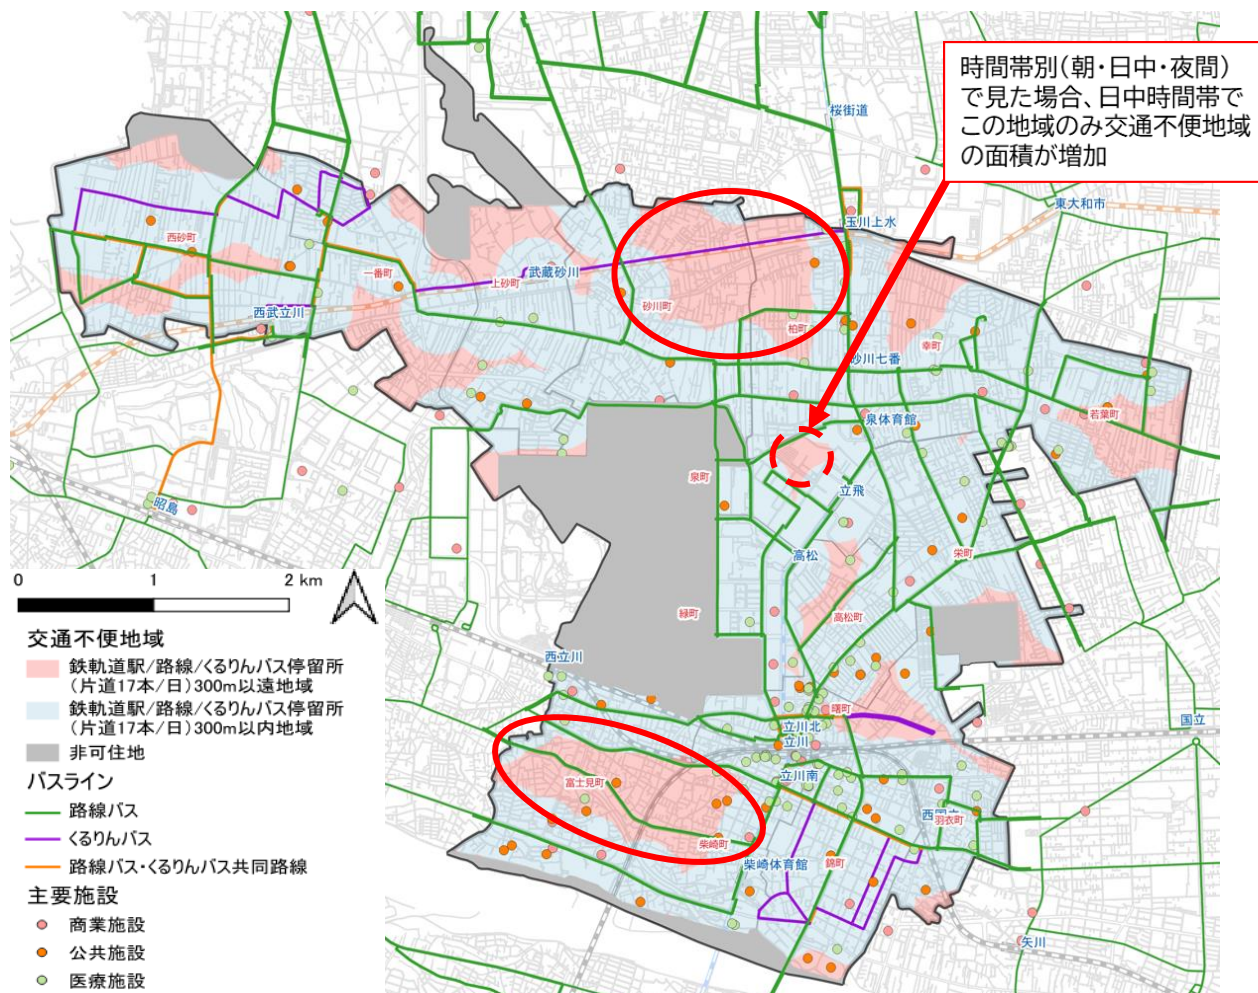 時間帯別(朝・日中・夜間)
で見た場合、日中時間帯で
この地域のみ交通不便地域
の面積が増加
桜街道
東大和市
玉川上水
西砂町
一番町
上砂町
武蔵砂川
西武立川
砂川町
柏町
幸町
砂川七番
若葉町
泉体育館
泉町
立飛
昭島
高松
栄町
緑町
高松町
西立川
曙町
立川北
立川
国立
立川南
富士見町
西国立
羽衣町
柴崎町
柴崎体育館
錦町
矢川
0 1 2 km
交通不便地域
鉄軌道駅/路線/くるりんバス停留所
(片道17本/日)300m以遠地域
鉄軌道駅/路線/くるりんバス停留所
(片道17本/日)300m以内地域
非可住地
バスライン
路線バス
くるりんバス
路線バス・くるりんバス共同路線
主要施設
商業施設
公共施設
医療施設